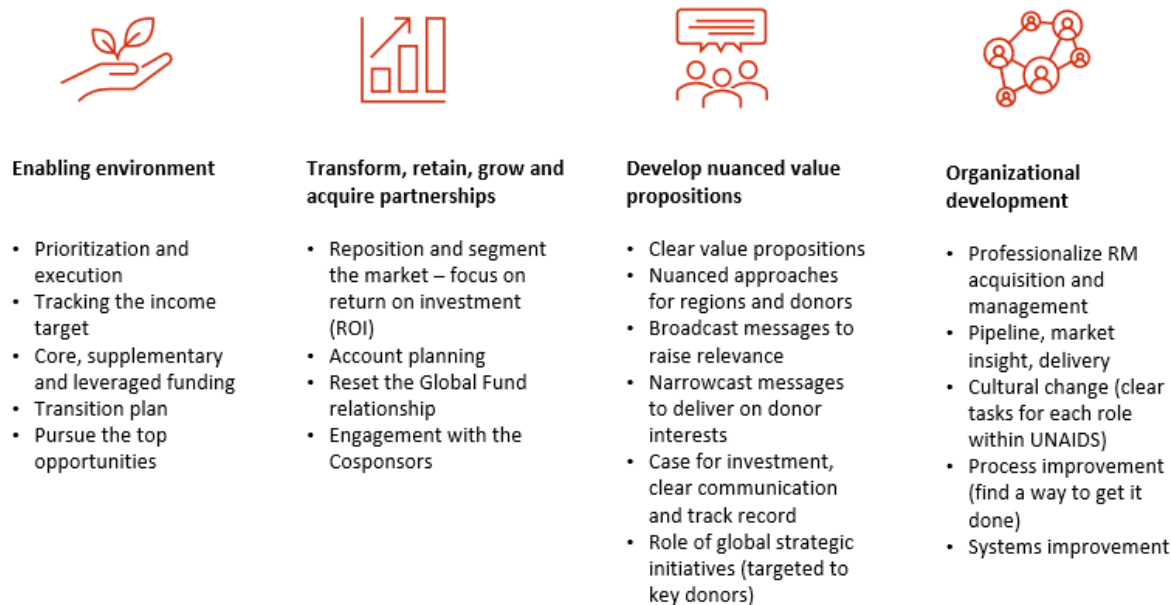 Enabling environment
• Prioritization and
execution
• Tracking the income
target
• Core, supplementary
and leveraged funding
• Transition plan
• Pursue the top
opportunities
Transform, retain, grow and
acquire partnerships
• Reposition and segment
the market – focus on
return on investment
(ROI)
• Account planning
• Reset the Global Fund
relationship
• Engagement with the
Cosponsors
Develop nuanced value
propositions
• Clear value propositions
• Nuanced approaches
for regions and donors
• Broadcast messages to
raise relevance
• Narrowcast messages
to deliver on donor
interests
• Case for investment,
clear communication
and track record
• Role of global strategic
initiatives (targeted to
key donors)
Organizational
development
• Professionalize RM
acquisition and
management
• Pipeline, market
insight, delivery
• Cultural change (clear
tasks for each role
within UNAIDS)
• Process improvement
(find a way to get it
done)
• Systems improvement